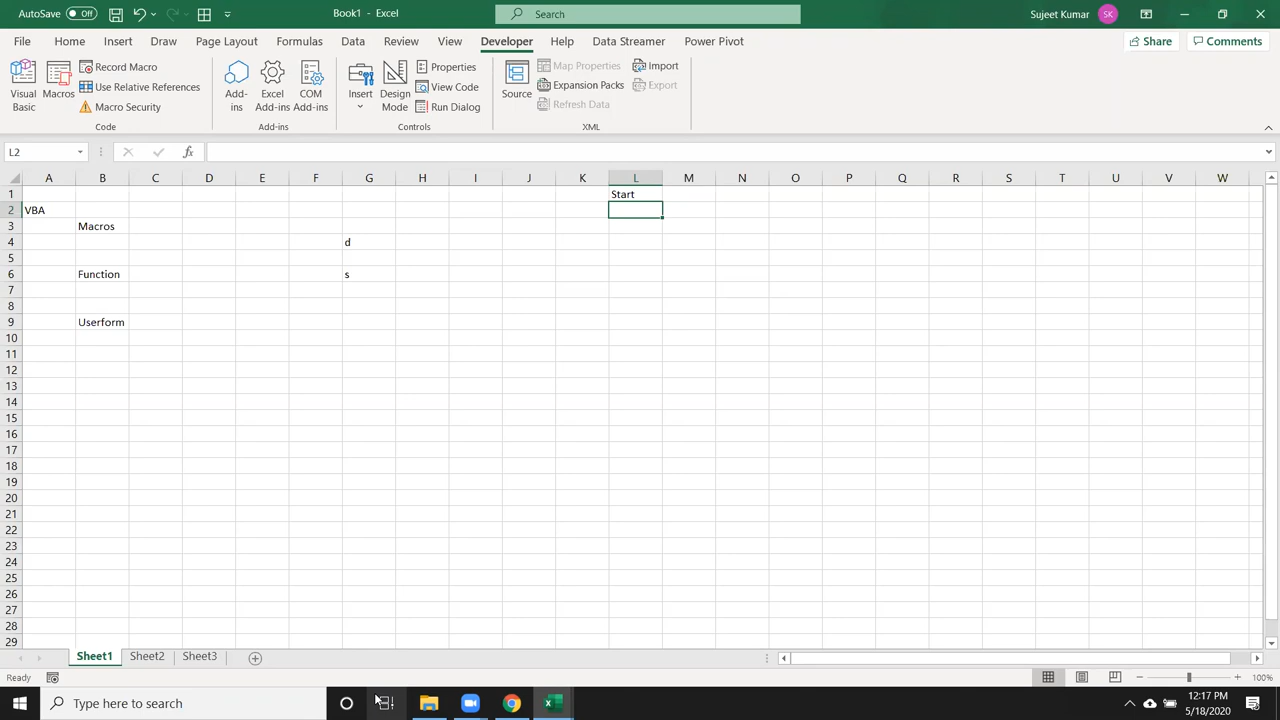 AutoSave Off
Book1 - Excel
Search
Sujeet Kumar
SK
File Home Insert Draw Page Layout Formulas Data Review View Developer Help Data Streamer Power Pivot
Share
Comments
Visual Basic
Macros
Record Macro
Use Relative References
Macro Security
Code
Add-ins
Excel Add-ins
COM Add-ins
Add-ins
Insert
Design Mode
Properties
View Code
Run Dialog
Controls
Source
Map Properties
Expansion Packs
Refresh Data
Import
Export
XML
L2
fx
A B C D E F G H I J K L M N O P Q R S T U V W
1 Start
2 VBA
3 Macros
4 d
5
6 Function s
7
8
9 Userform
10
11
12
13
14
15
16
17
18
19
20
21
22
23
24
25
26
27
28
29
Sheet1 Sheet2 Sheet3
Ready
100%
Type here to search
12:17 PM
5/18/2020